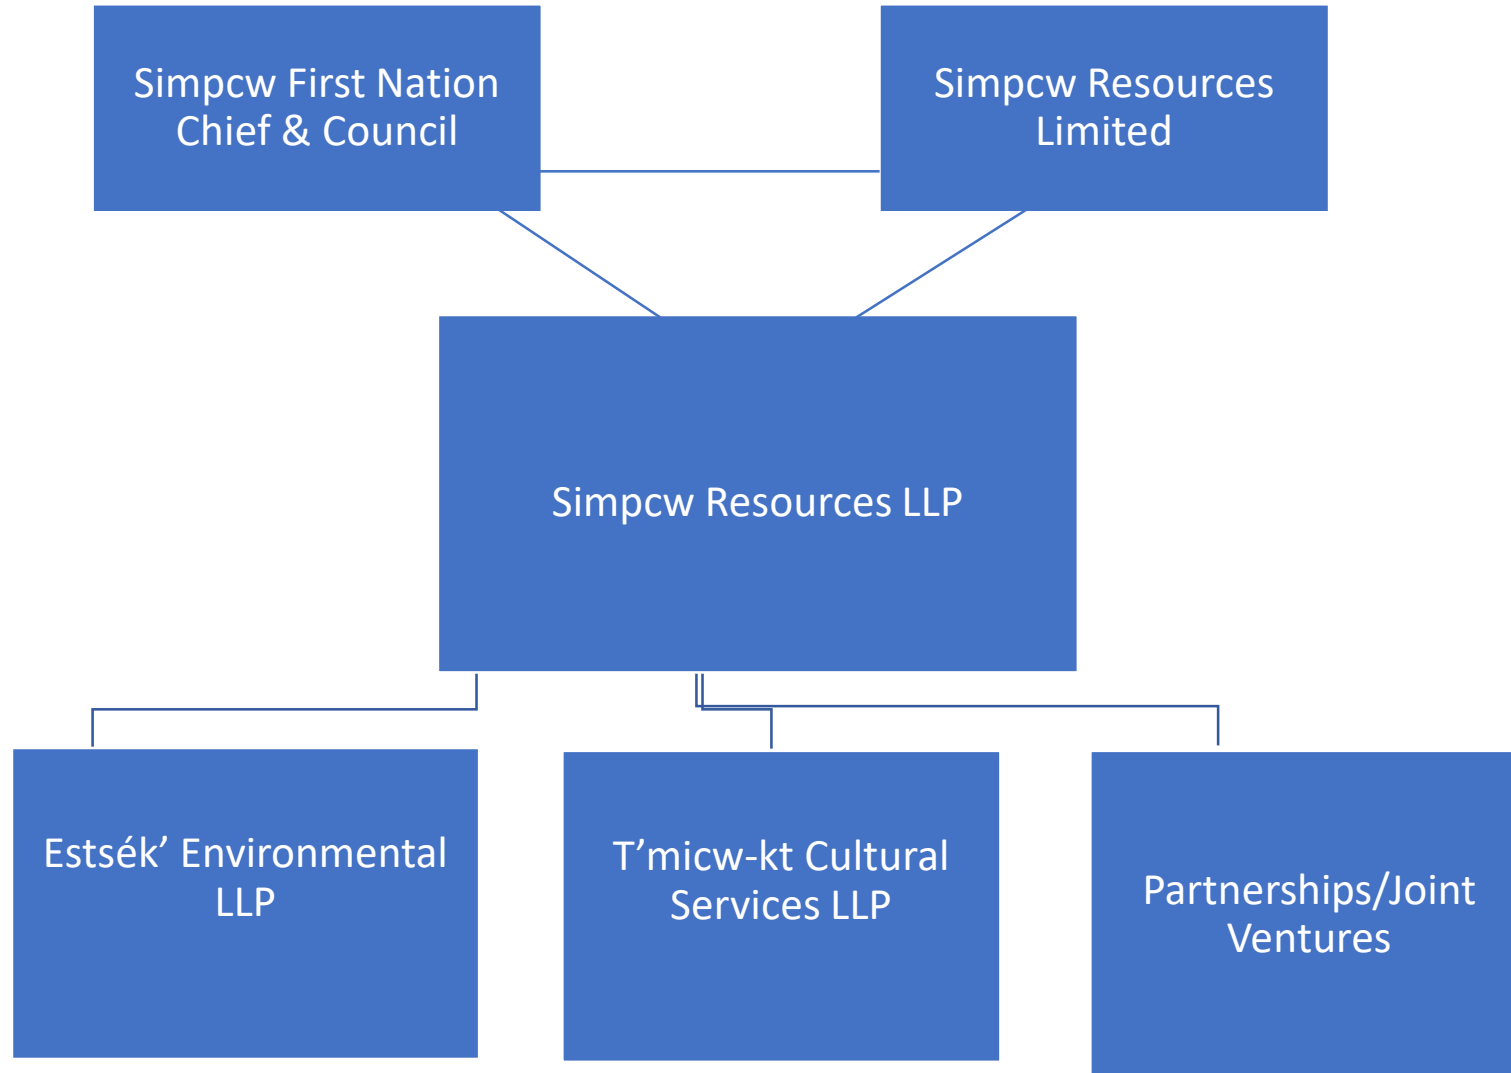 Simpcw First Nation
Chief & Council
Simpcw Resources
Limited
Simpcw Resources LLP
Estsék’ Environmental
LLP
T’micw-kt Cultural
Services LLP
Partnerships/Joint
Ventures